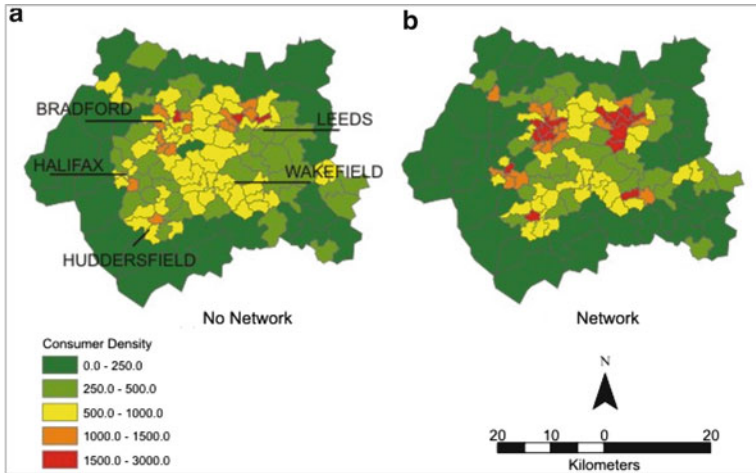 a
b
BRADFORD
LEEDS
HALIFAX
WAKEFIELD
HUDDERSFIELD
No Network
Network
Consumer Density
0.0 - 250.0
250.0 - 500.0
500.0 - 1000.0
1000.0 - 1500.0
1500.0 - 3000.0
N
20 10 0 20
Kilometers